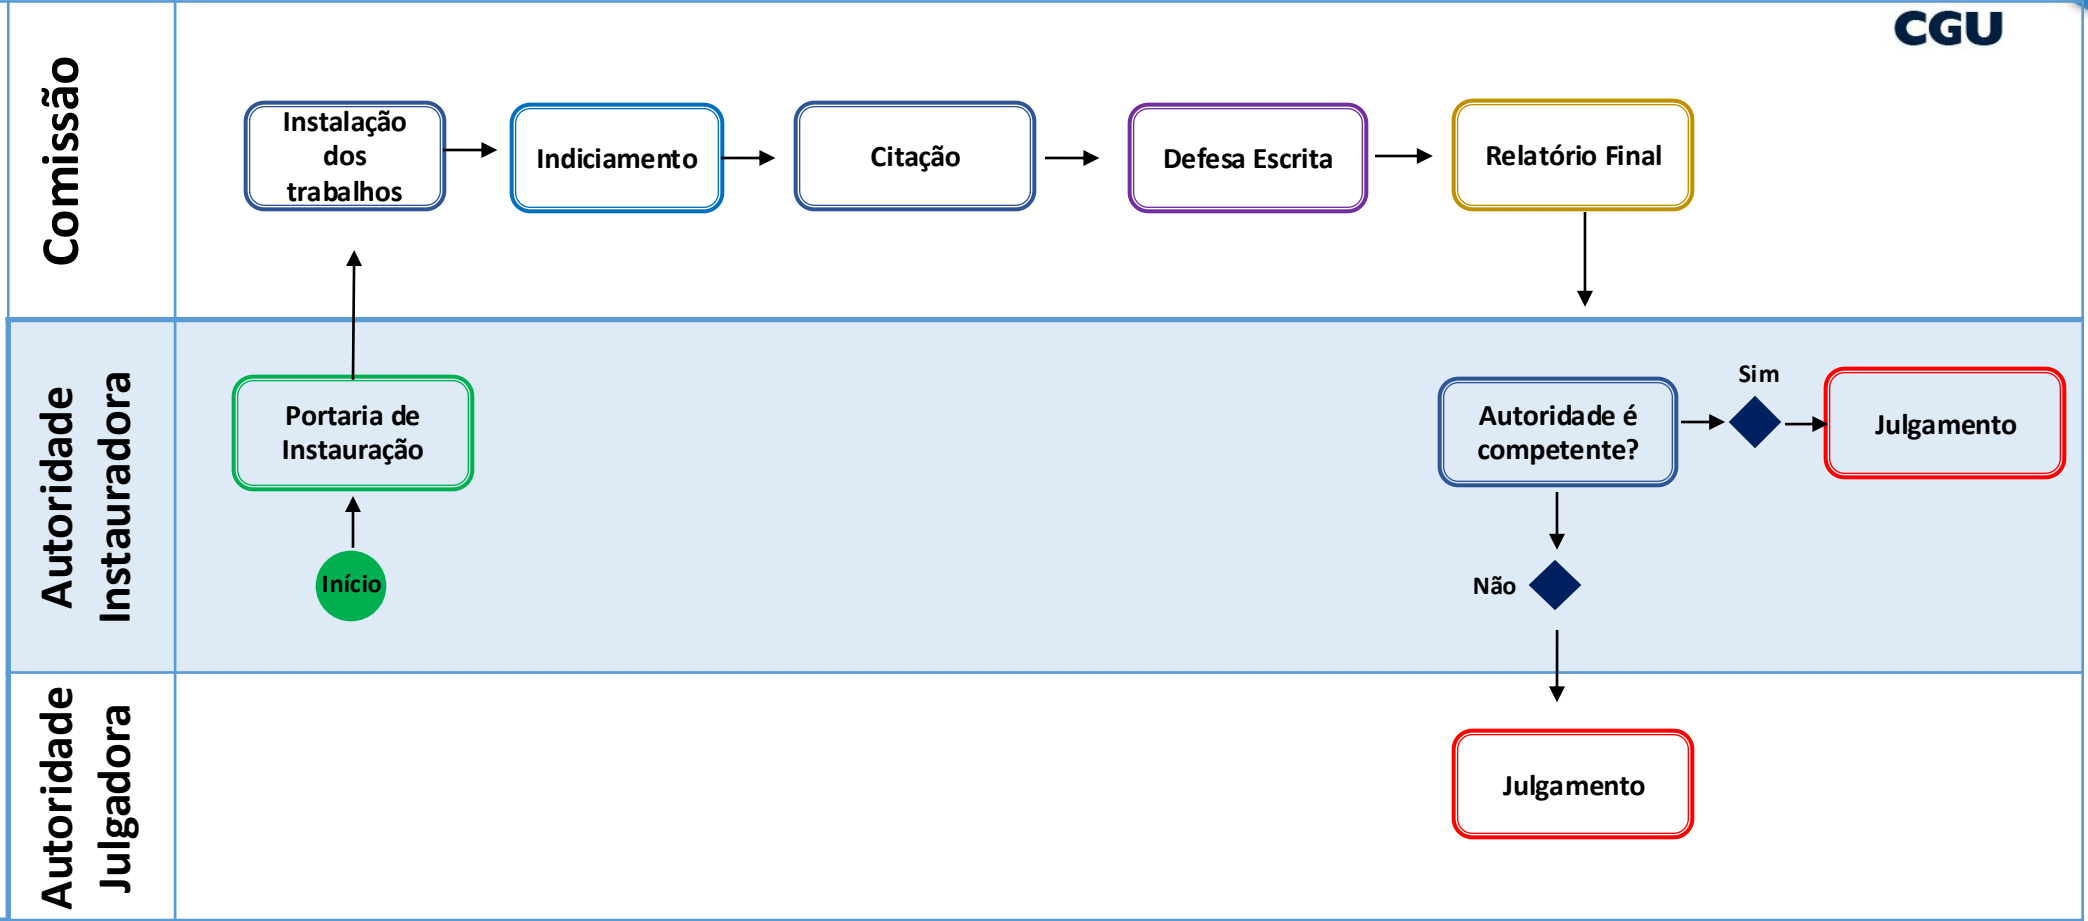 CGU
Comissão
Instalação
dos
trabalhos
Indiciamento
Citação
Defesa Escrita
Relatório Final
Autoridade
Instauradora
Portaria de
Instauração
Início
Autoridade é
competente?
Sim
Julgamento
Não
Autoridade
Julgadora
Julgamento